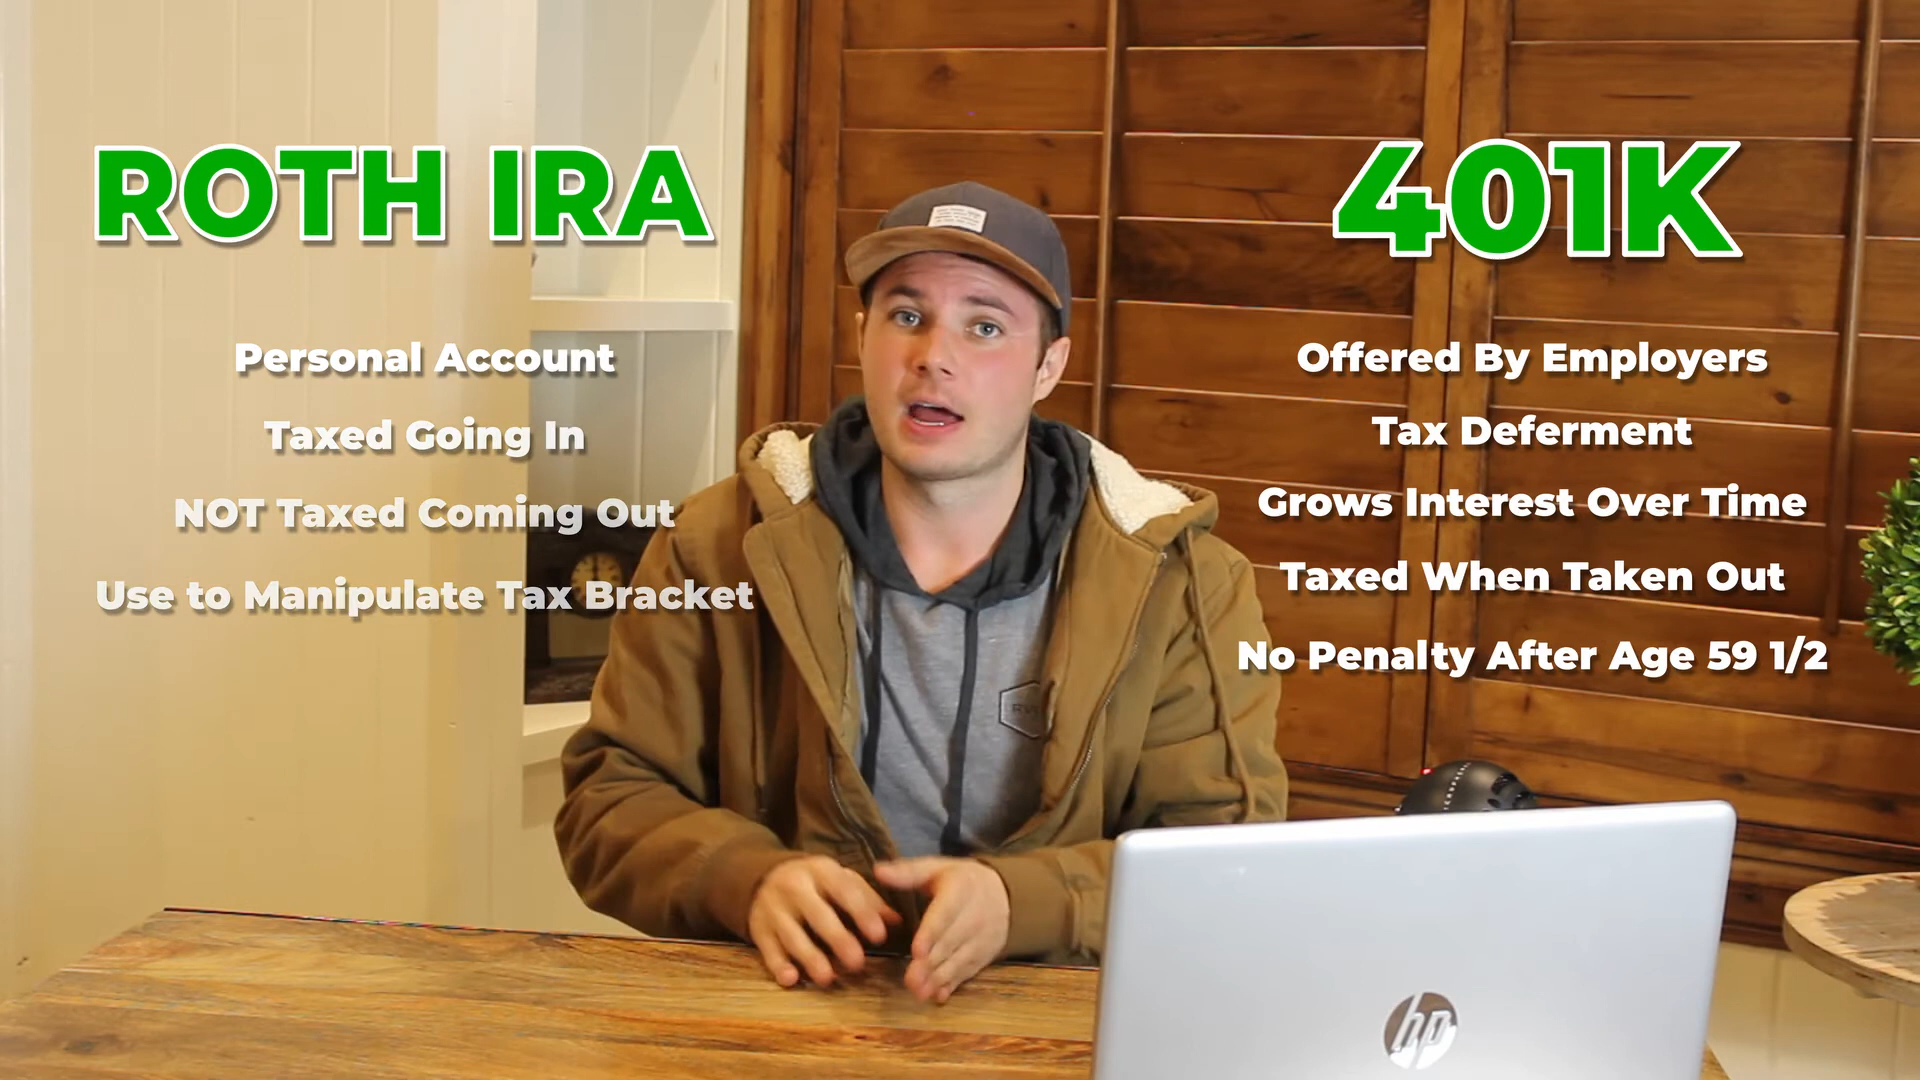 ROTH IRA
Personal Account
Taxed Going In
NOT Taxed Coming Out
Use to Manipulate Tax Bracket
401K
Offered By Employers
Tax Deferment
Grows Interest Over Time
Taxed When Taken Out
No Penalty After Age 59 1/2
hp